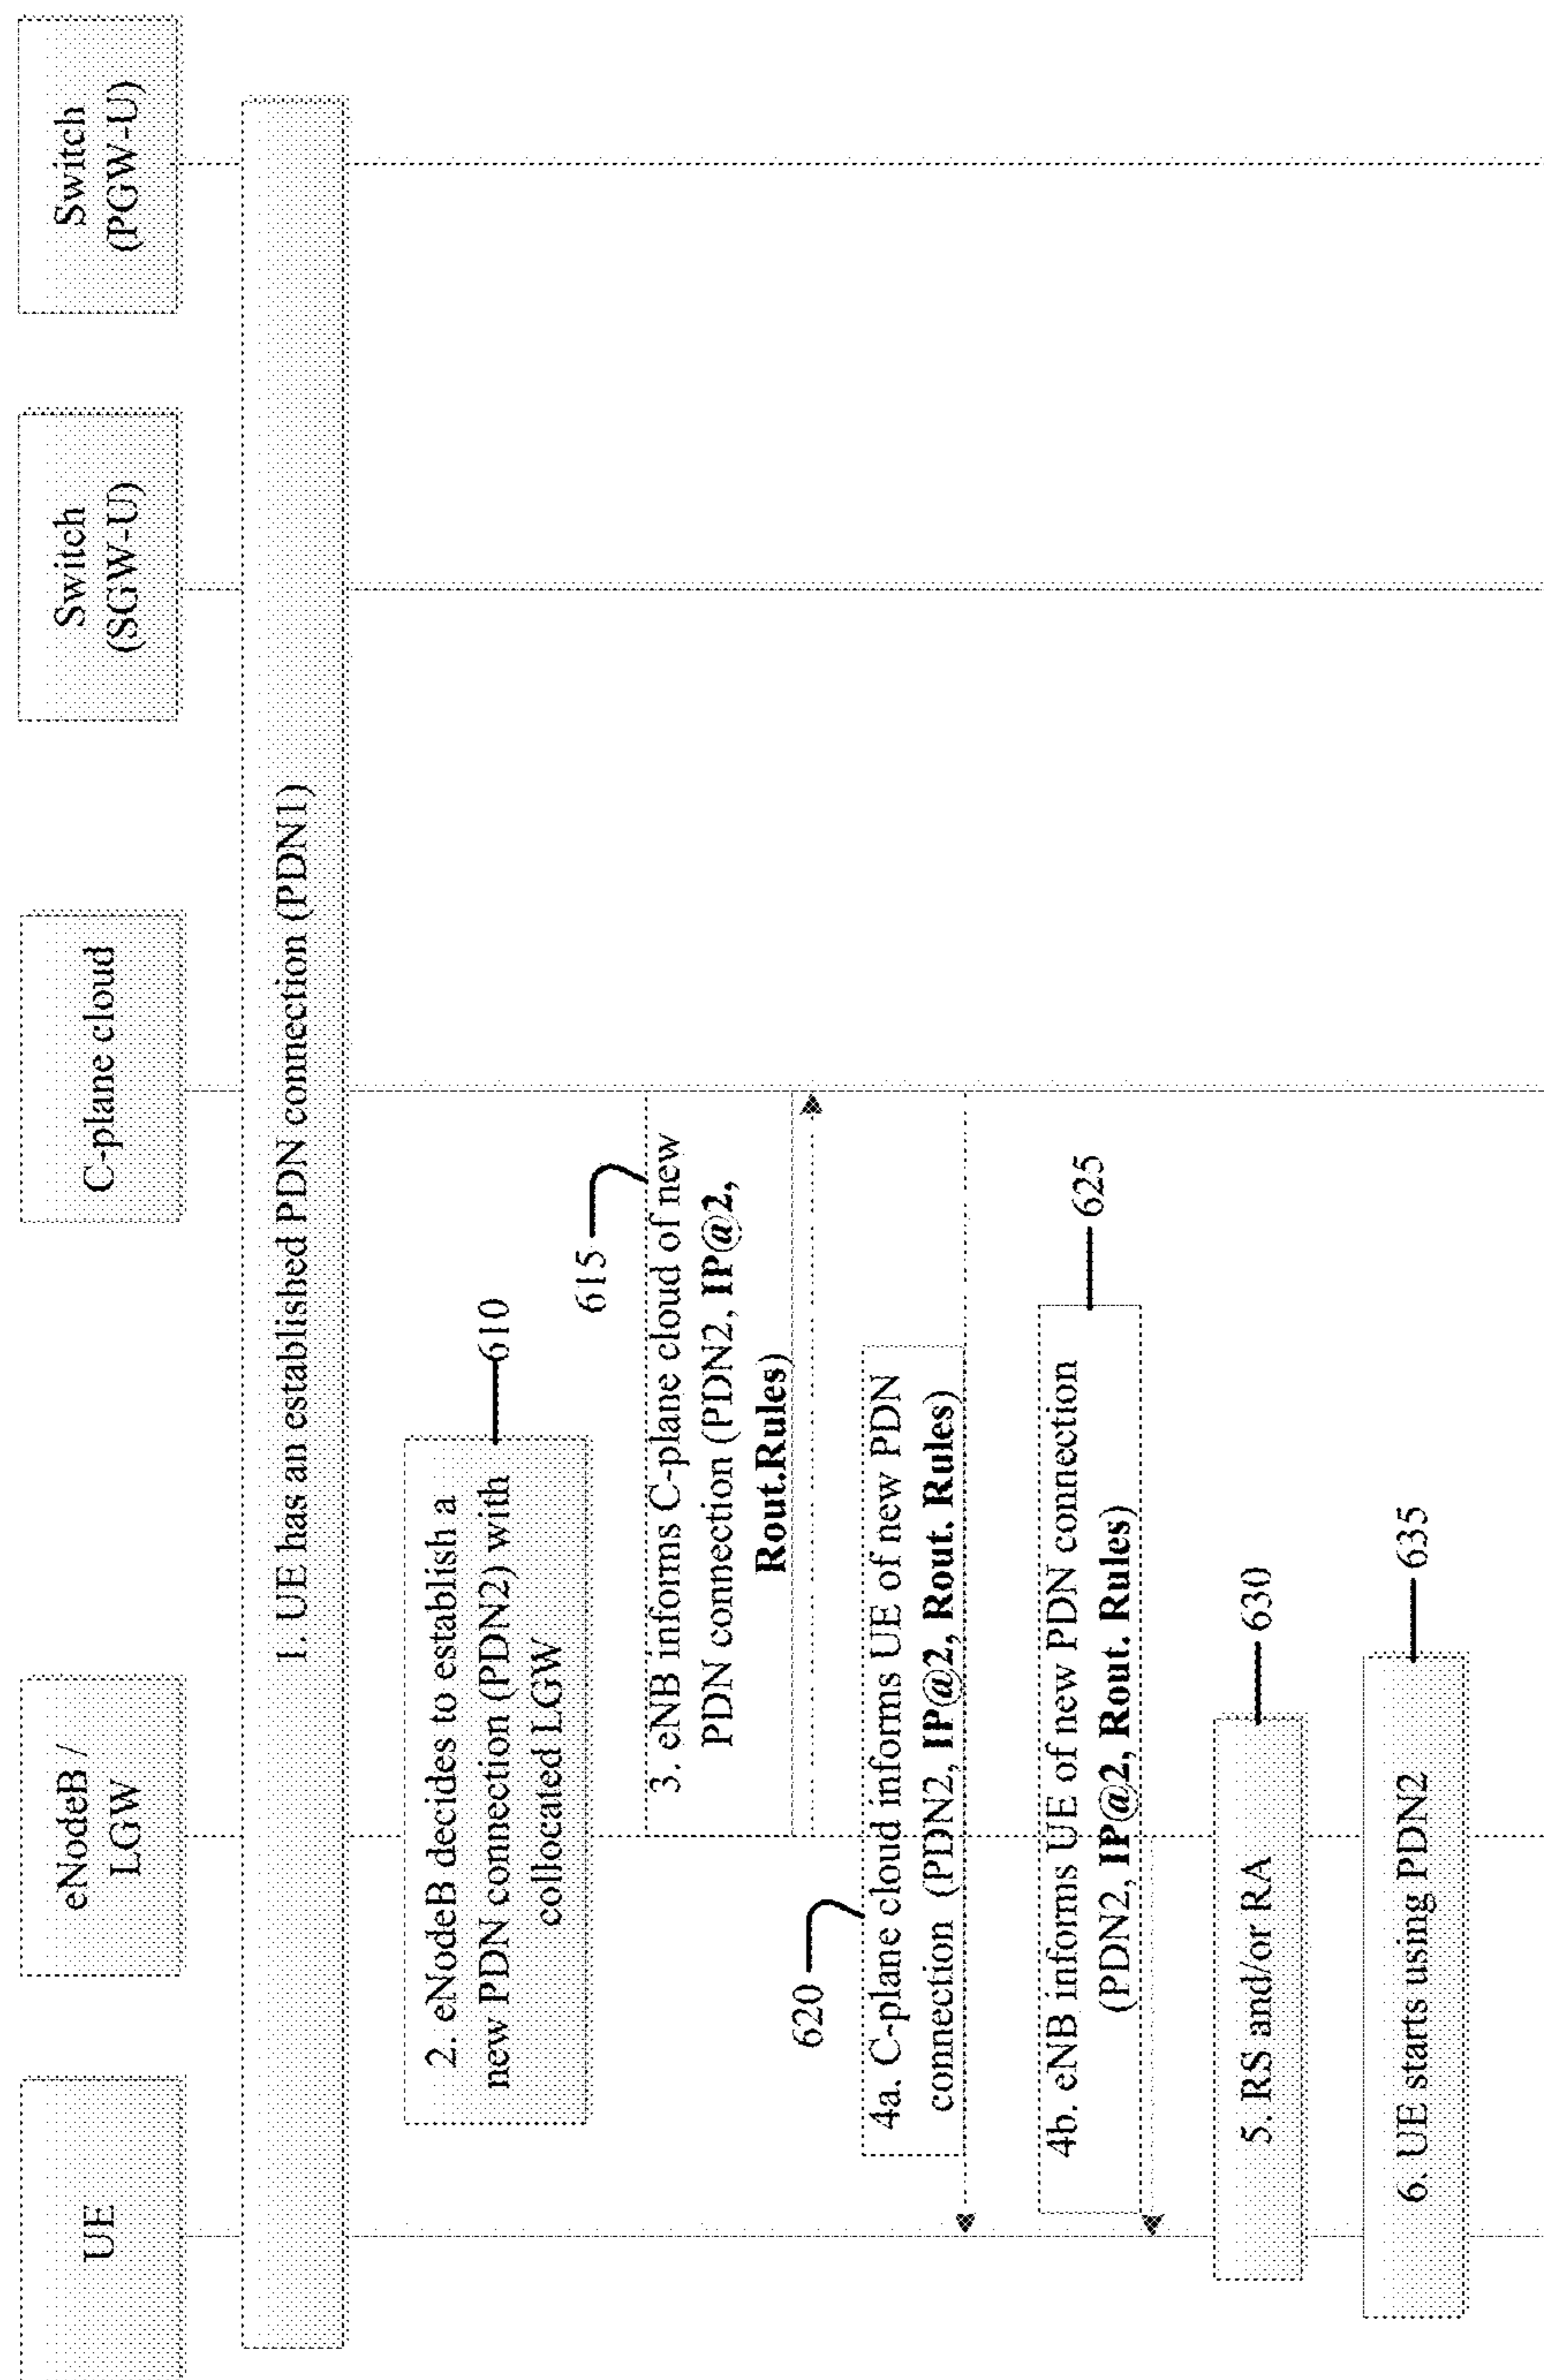 UE
eNodeB /
LGW
C-plane cloud
Switch
(SGW-U)
Switch
(PGW-U)
1. UE has an established PDN connection (PDN1)
2. eNodeB decides to establish a
new PDN connection (PDN2) with
collocated LGW
610
615
3. eNB informs C-plane cloud of new
PDN connection (PDN2, IP@2,
Rout.Rules)
620
4a. C-plane cloud informs UE of new PDN
connection (PDN2, IP@2, Rout. Rules)
4b. eNB informs UE of new PDN connection
(PDN2, IP@2, Rout. Rules)
625
5. RS and/or RA
630
6. UE starts using PDN2
635